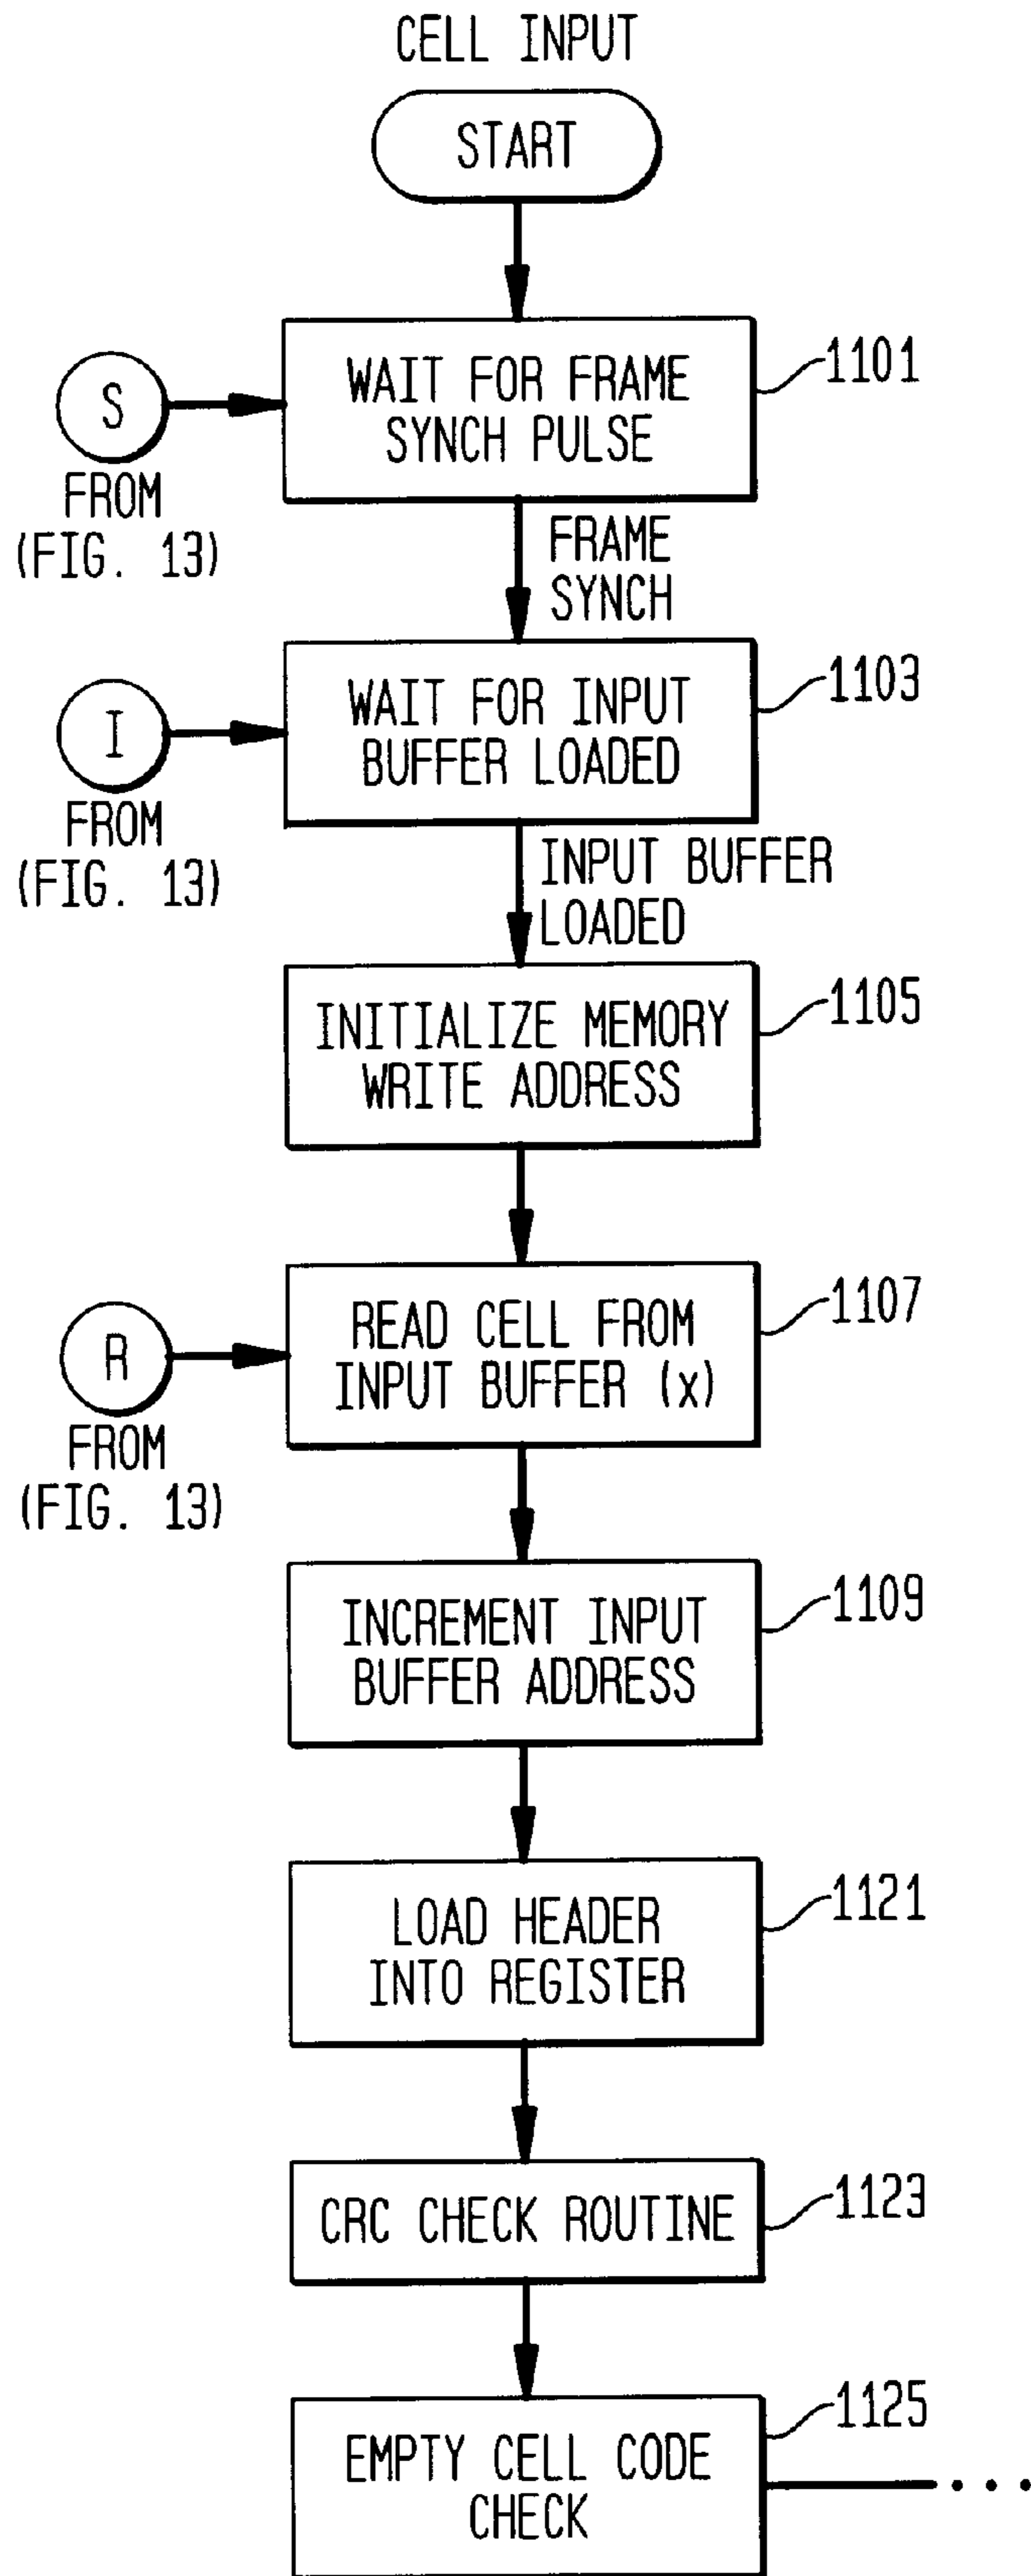 CELL INPUT
START
WAIT FOR FRAME
SYNCH PULSE
1101
S
FROM
(FIG. 13)
FRAME
SYNCH
WAIT FOR INPUT
BUFFER LOADED
1103
I
FROM
(FIG. 13)
INPUT BUFFER
LOADED
INITIALIZE MEMORY
WRITE ADDRESS
1105
READ CELL FROM
INPUT BUFFER (x)
1107
R
FROM
(FIG. 13)
INCREMENT INPUT
BUFFER ADDRESS
1109
LOAD HEADER
INTO REGISTER
1121
CRC CHECK ROUTINE
1123
EMPTY CELL CODE
CHECK
1125
. . .